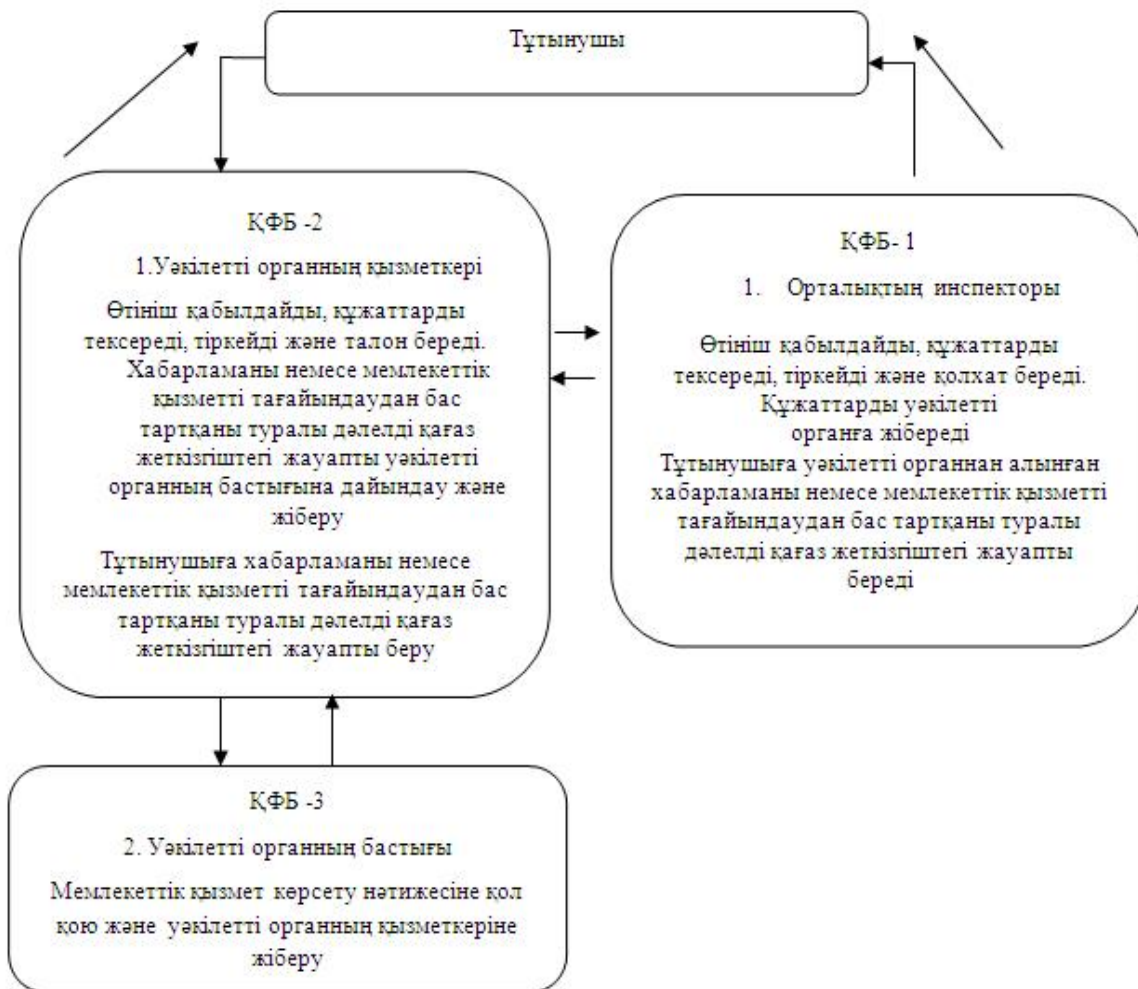 Тұтынушы
ҚФБ -2
1.Уәкілетті органның қызметкері
Өтініш қабылдайды, құжаттарды
тексереді, тіркейді және талон береді.
Хабарламаны немесе мемлекеттік
қызметті тағайындаудан бас
тартқаны туралы дәлелді қағаз
жеткізгіштегі жауапты уәкілетті
органның бастығына дайындау және
жіберу
Тұтынушыға хабарламаны немесе
мемлекеттік қызметті тағайындаудан бас
тартқаны туралы дәлелді қағаз
жеткізгіштегі жауапты беру
ҚФБ- 1
1. Орталықтың инспекторы
Өтініш қабылдайды, құжаттарды
тексереді, тіркейді және қолхат береді.
Құжаттарды уәкілетті
органға жібереді
Тұтынушыға уәкілетті органнан алынған
хабарламаны немесе мемлекеттік қызметті
тағайындаудан бас тартқаны туралы
дәлелді қағаз жеткізгіштегі жауапты
береді
ҚФБ -3
2. Уәкілетті органның бастығы
Мемлекеттік қызмет көрсету нәтижесіне қол
қою және уәкілетті органның қызметкеріне
жіберу